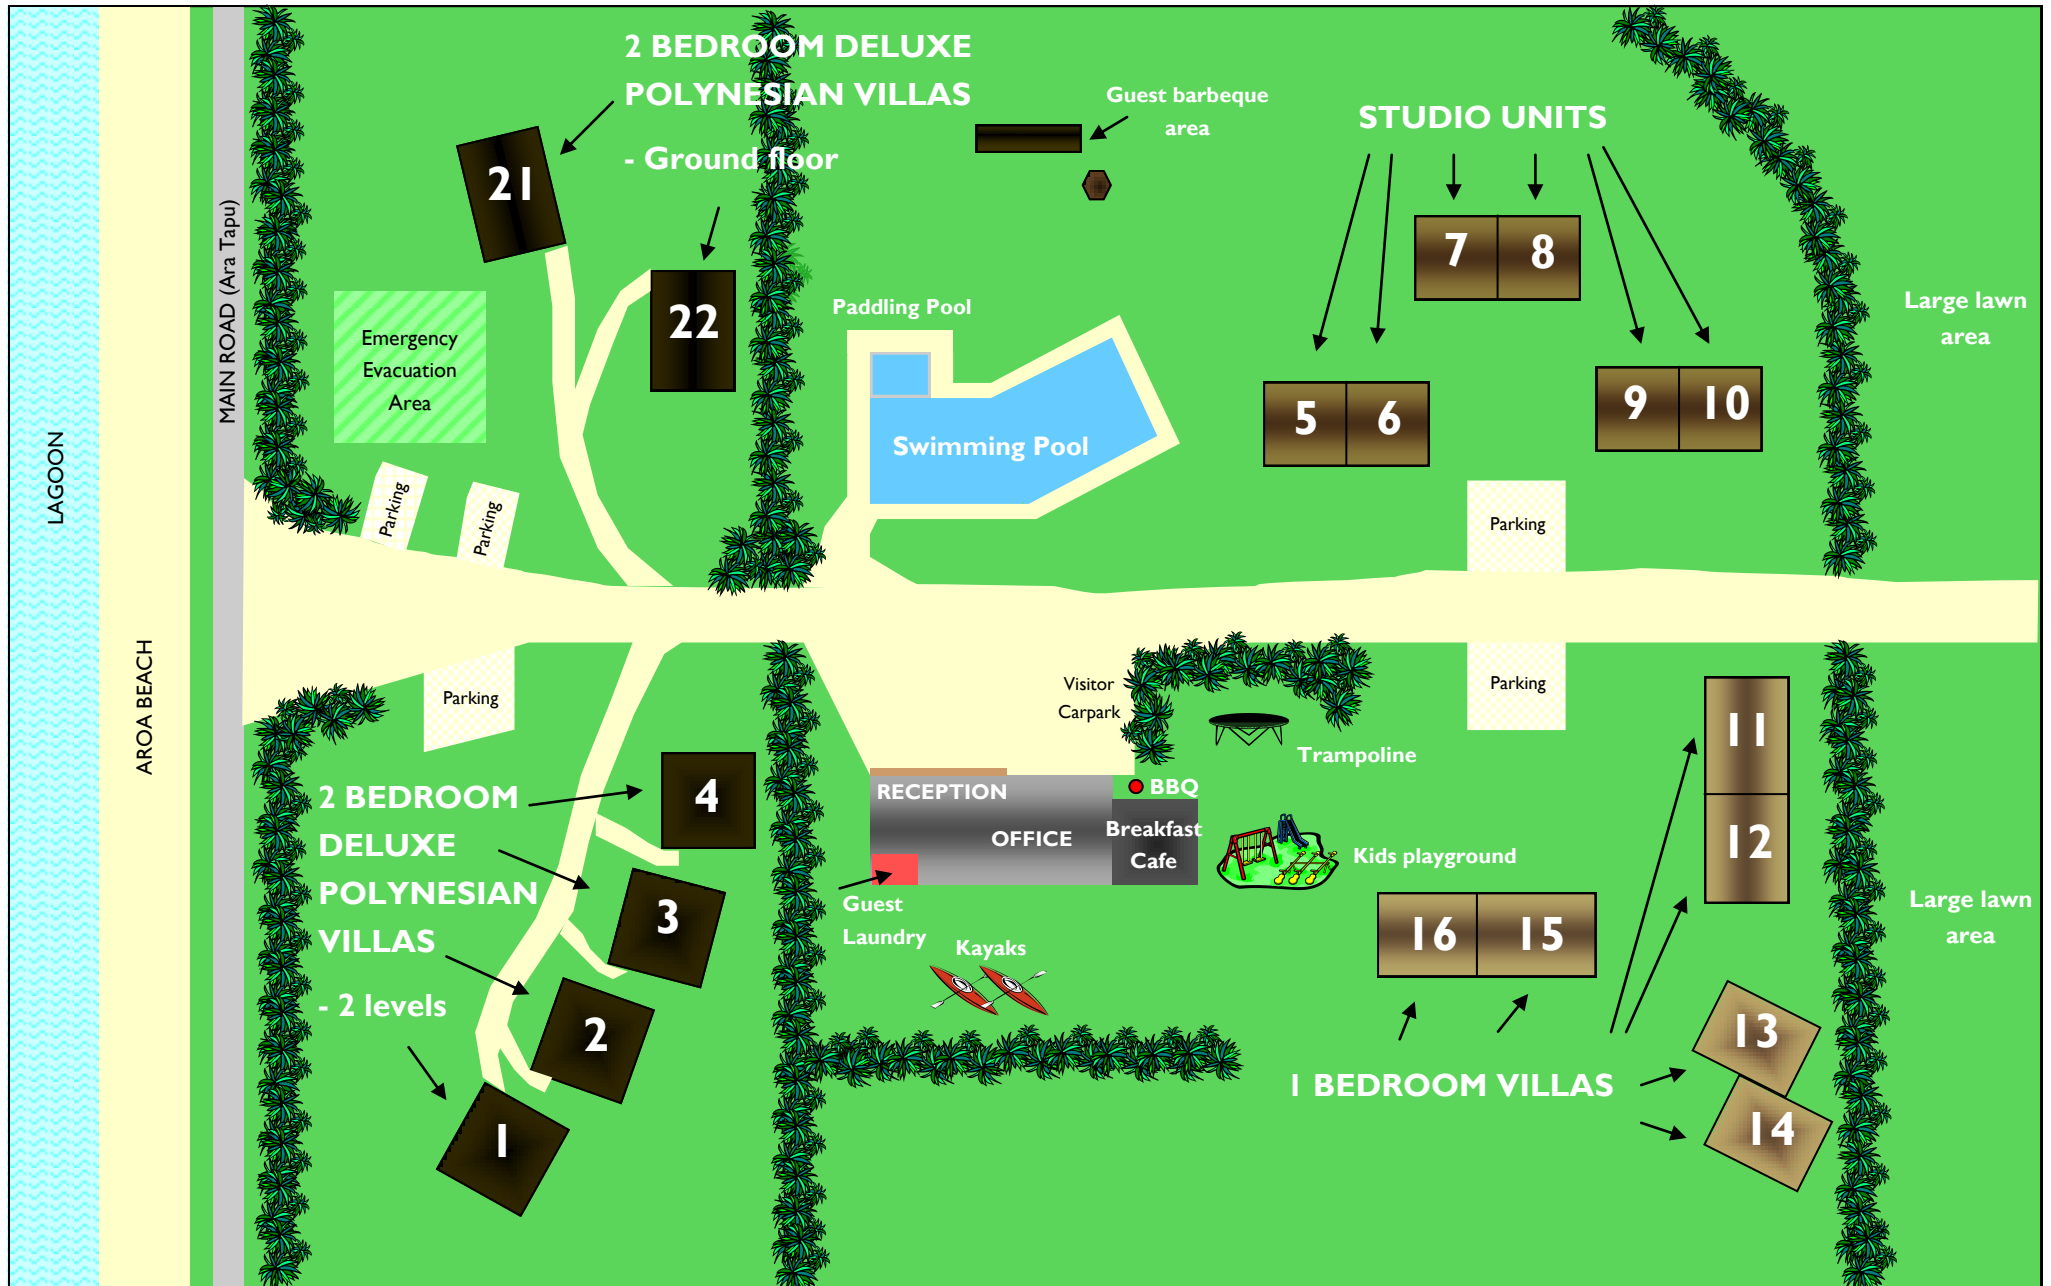 2 BEDROOM DELUXE
POLYNESIAN VILLAS
- Ground floor
21
22
Guest barbeque
area
STUDIO UNITS
7
8
5
6
9
10
Large lawn
area
MAIN ROAD (Ara Tapu)
Emergency
Evacuation
Area
Paddling Pool
Swimming Pool
LAGOON
AROA BEACH
Parking
Parking
Parking
Parking
Parking
Visitor
Carpark
Trampoline
2 BEDROOM
DELUXE
POLYNESIAN
VILLAS
- 2 levels
4
3
2
1
RECEPTION
OFFICE
BBQ
Breakfast
Cafe
Kids playground
Guest
Laundry
Kayaks
11
12
16
15
13
14
1 BEDROOM VILLAS
Large lawn
area